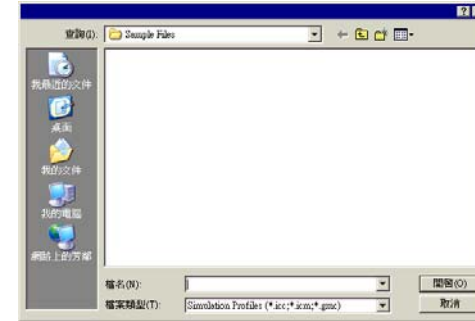 查詢(I): Sample Files
我最近的文件
桌面
我的文件
我的電腦
網路上的芳鄰
檔名(N):
開啟(O)
檔案類型(T): Simulation Profiles (*.icc;*.icm;*.gmc)
取消